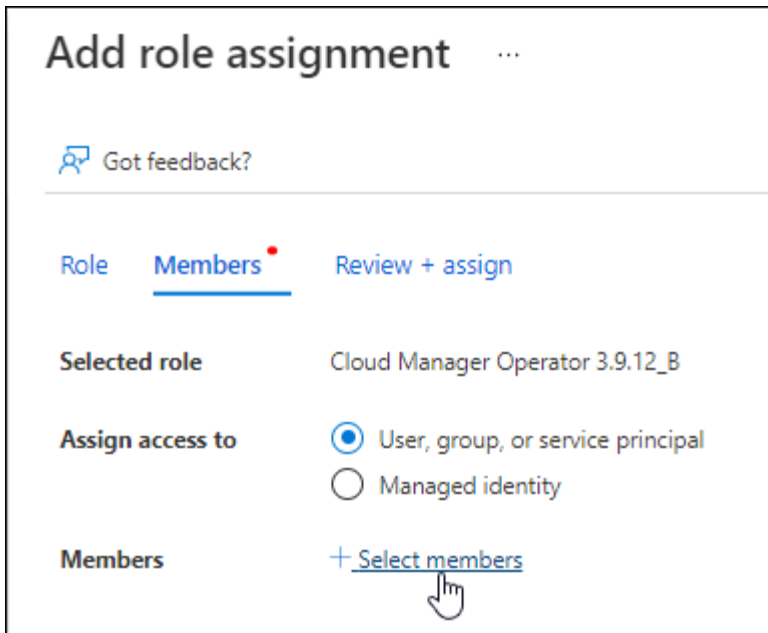 Add role assignment ...
Got feedback?
Role Members Review + assign
Selected role Cloud Manager Operator 3.9.12_B
Assign access to User, group, or service principal
Managed identity
Members + Select members